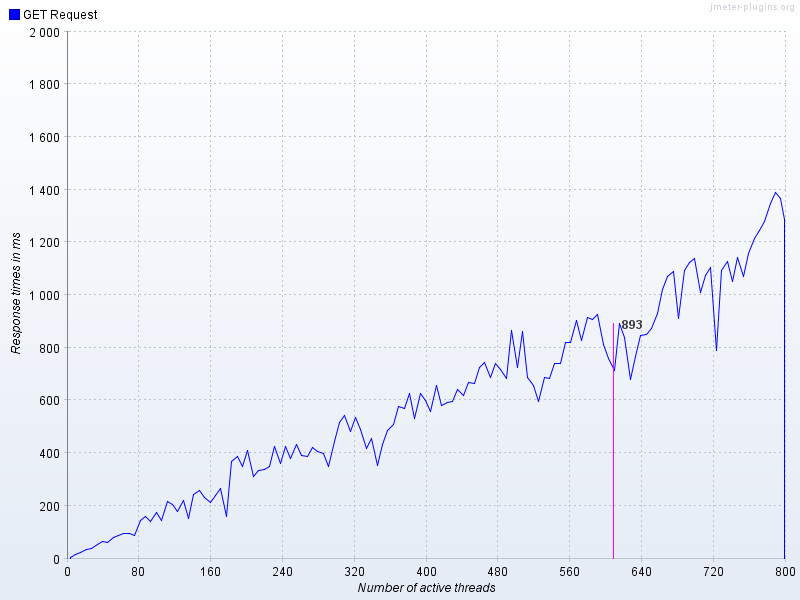 jmeter-plugins.org
GET Request
2 000
1 800
1 600
1 400
1 200
1 000
800
600
400
200
0
Response times in ms
893
0 80 160 240 320 400 480 560 640 720 800
Number of active threads